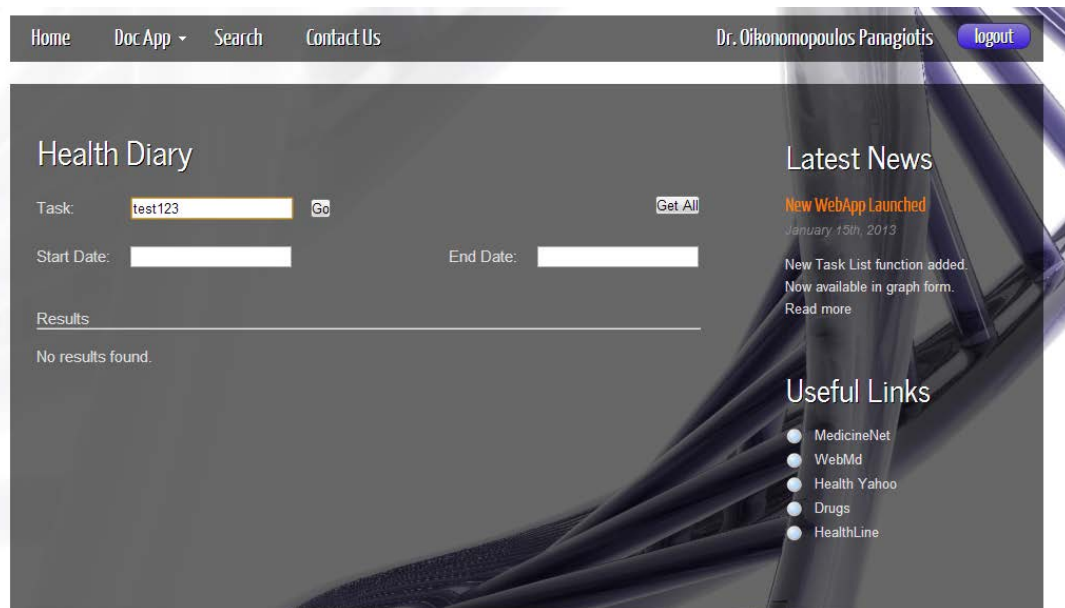 Home Doc App Search Contact Us Dr. Oikonomopoulos Panagiotis logout
Health Diary
Task: test123 Go Get All
Start Date: End Date:
Results
No results found.
Latest News
New WebApp Launched
January 15th, 2013
New Task List function added.
Now available in graph form.
Read more
Useful Links
MedicineNet
WebMd
Health Yahoo
Drugs
HealthLine